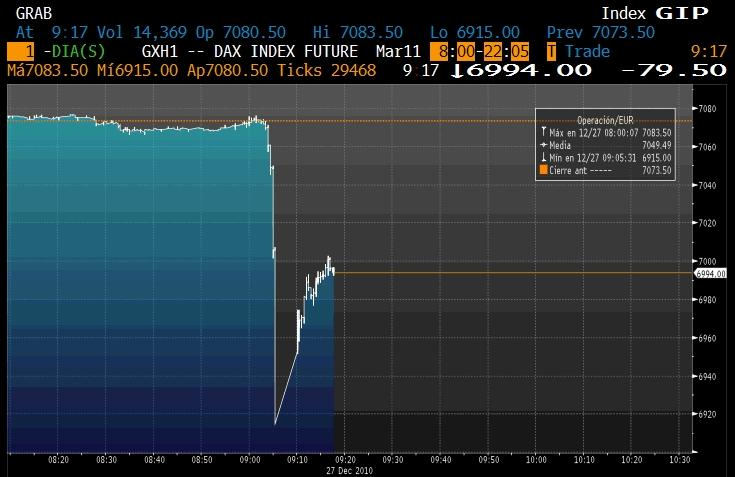 GRAB Index GIP
At 9:17 Vol 14,369 Op 7080.50 Hi 7083.50 Lo 6915.00 Prev 7073.50
1 -DIA(S) GXH1 -- DAX INDEX FUTURE Mar11 8:00-22:05 T Trade 9:17
Má7083.50 Mí6915.00 Ap7080.50 Ticks 29468 9:17 ↓6994.00 -79.50
Operación/EUR
Máx en 12/27 08:00:07 7083.50
Media 7049.49
Mín en 12/27 09:05:31 6915.00
Cierre ant ----- 7073.50
7080
7060
7040
7020
7000
6994.00
6980
6960
6940
6920
08:20 08:30 08:40 08:50 09:00 09:10 09:20 09:30 09:40 09:50 10:00 10:10 10:20 10:30
27 Dec 2010